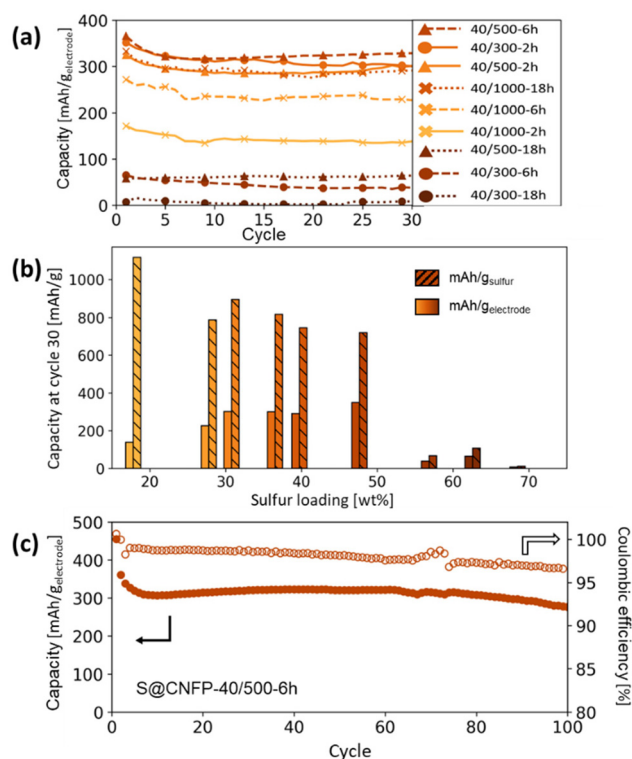 (a)
Capacity [mAh/gelectrode]
400
300
200
100
0
0
5
10
15
20
25
30
Cycle
40/500-6h
40/300-2h
40/500-2h
40/1000-18h
40/1000-6h
40/1000-2h
40/500-18h
40/300-6h
40/300-18h
(b)
Capacity at cycle 30 [mAh/g]
1000
800
600
400
200
0
20
30
40
50
60
70
Sulfur loading [wt%]
mAh/gsulfur
mAh/gelectrode
(c)
Capacity [mAh/gelectrode]
500
400
300
200
100
0
0
20
40
60
80
100
Cycle
S@CNFP-40/500-6h
100
95
90
85
80
Coulombic efficiency [%]